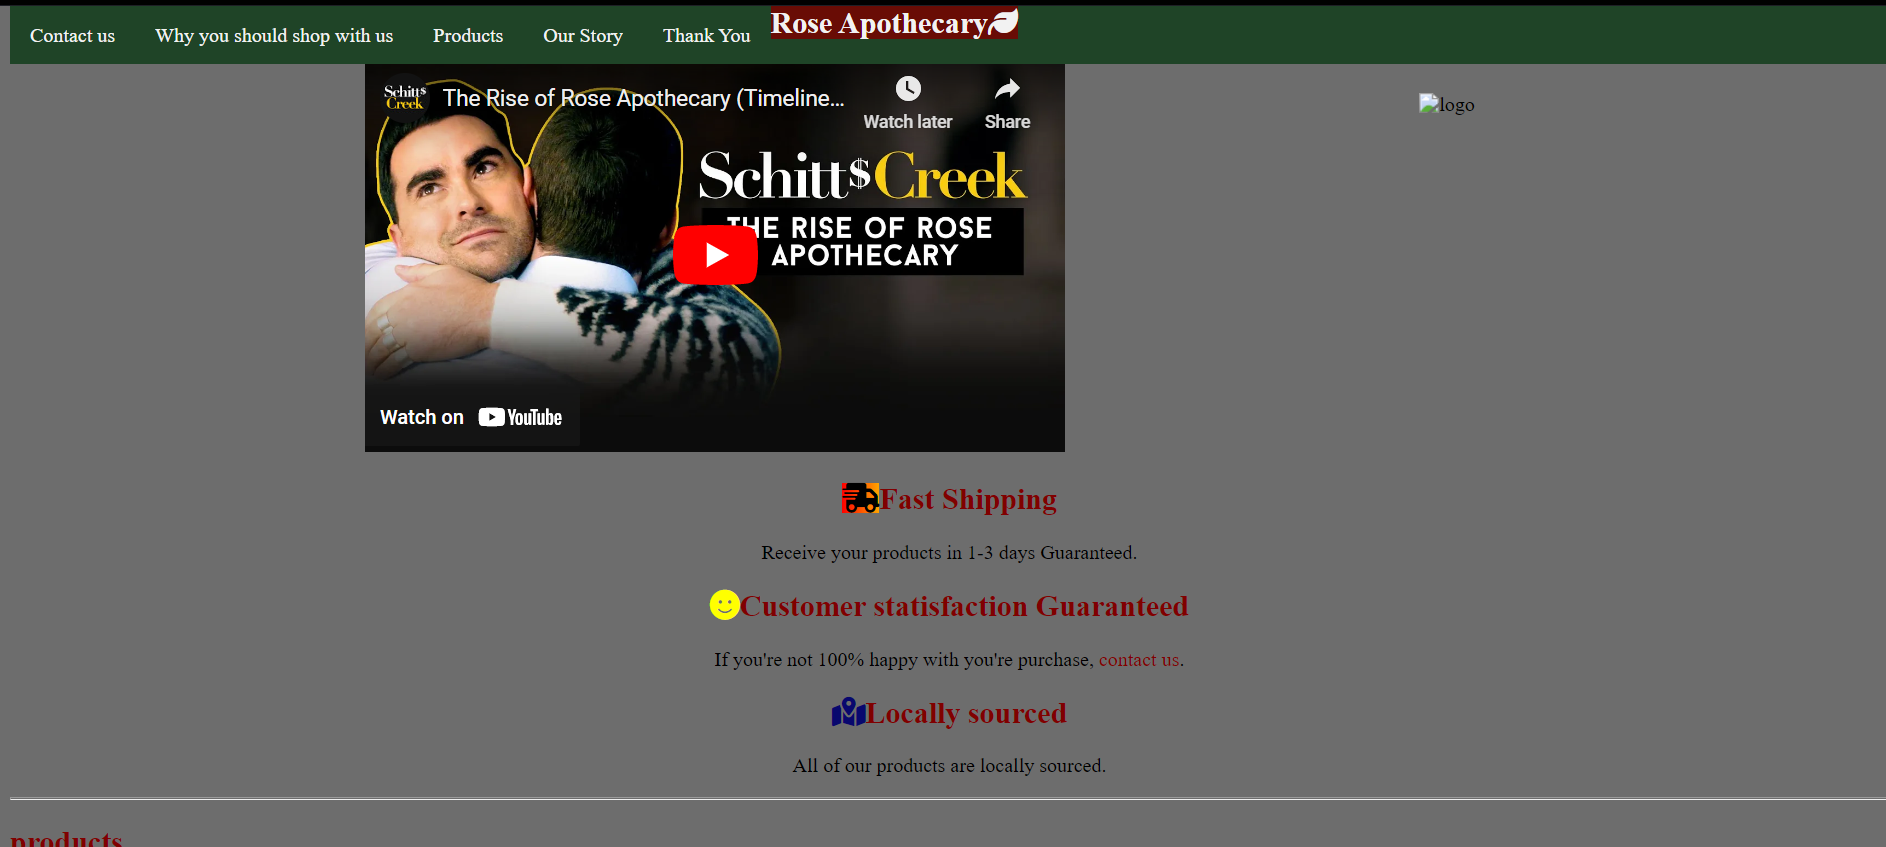 Contact us Why you should shop with us Products Our Story Thank You Rose Apothecary
Schitt$ Creek
The Rise of Rose Apothecary (Timeline...
Watch later Share
logo
Schitt$Creek
THE RISE OF ROSE
APOTHECARY
Watch on YouTube
Fast Shipping
Receive your products in 1-3 days Guaranteed.
Customer statisfaction Guaranteed
If you're not 100% happy with you're purchase, contact us.
Locally sourced
All of our products are locally sourced.
products